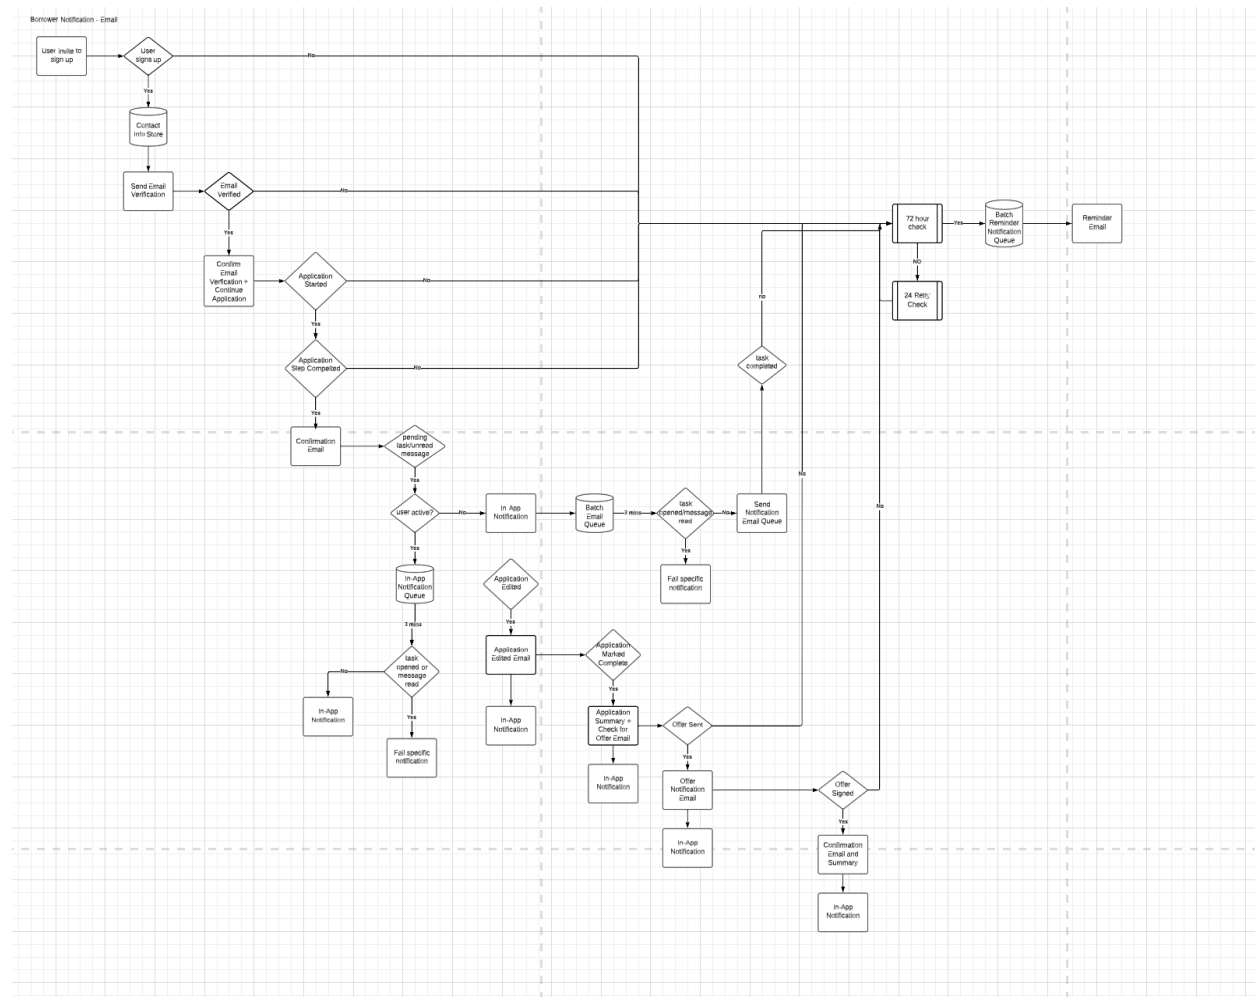 Borrower Notification - Email
User invite to
sign up
User
signs up
No
Yes
Contact
Info Store
Send Email
Verification
Email
Verified
No
Yes
72 hour
check
Yes
Batch
Reminder
Notification
Queue
Reminder
Email
NO
24 Retry
Check
Confirm
Email
Verfication +
Continue
Application
Application
Started
No
Yes
Application
Step Compelted
No
Yes
no
task
completed
Confirmation
Email
pending
task/unread
message
Yes
user active?
No
In App
Notification
Batch
Email
Queue
3 mins
task
opened/message
read
No
Send
Notification
Email Queue
No
No
Yes
Yes
Fail specific
notification
In-App
Notification
Queue
3 mins
task
opened or
message
read
No
In-App
Notification
Yes
Fail specific
notification
Application
Edited
Yes
Application
Edited Email
In-App
Notification
Application
Marked
Complete
Yes
Application
Summary +
Check for
Offer Email
In-App
Notification
Offer Sent
Yes
Offer
Notification
Email
In-App
Notification
Offer
Signed
Yes
Confirmation
Email and
Summary
In-App
Notification